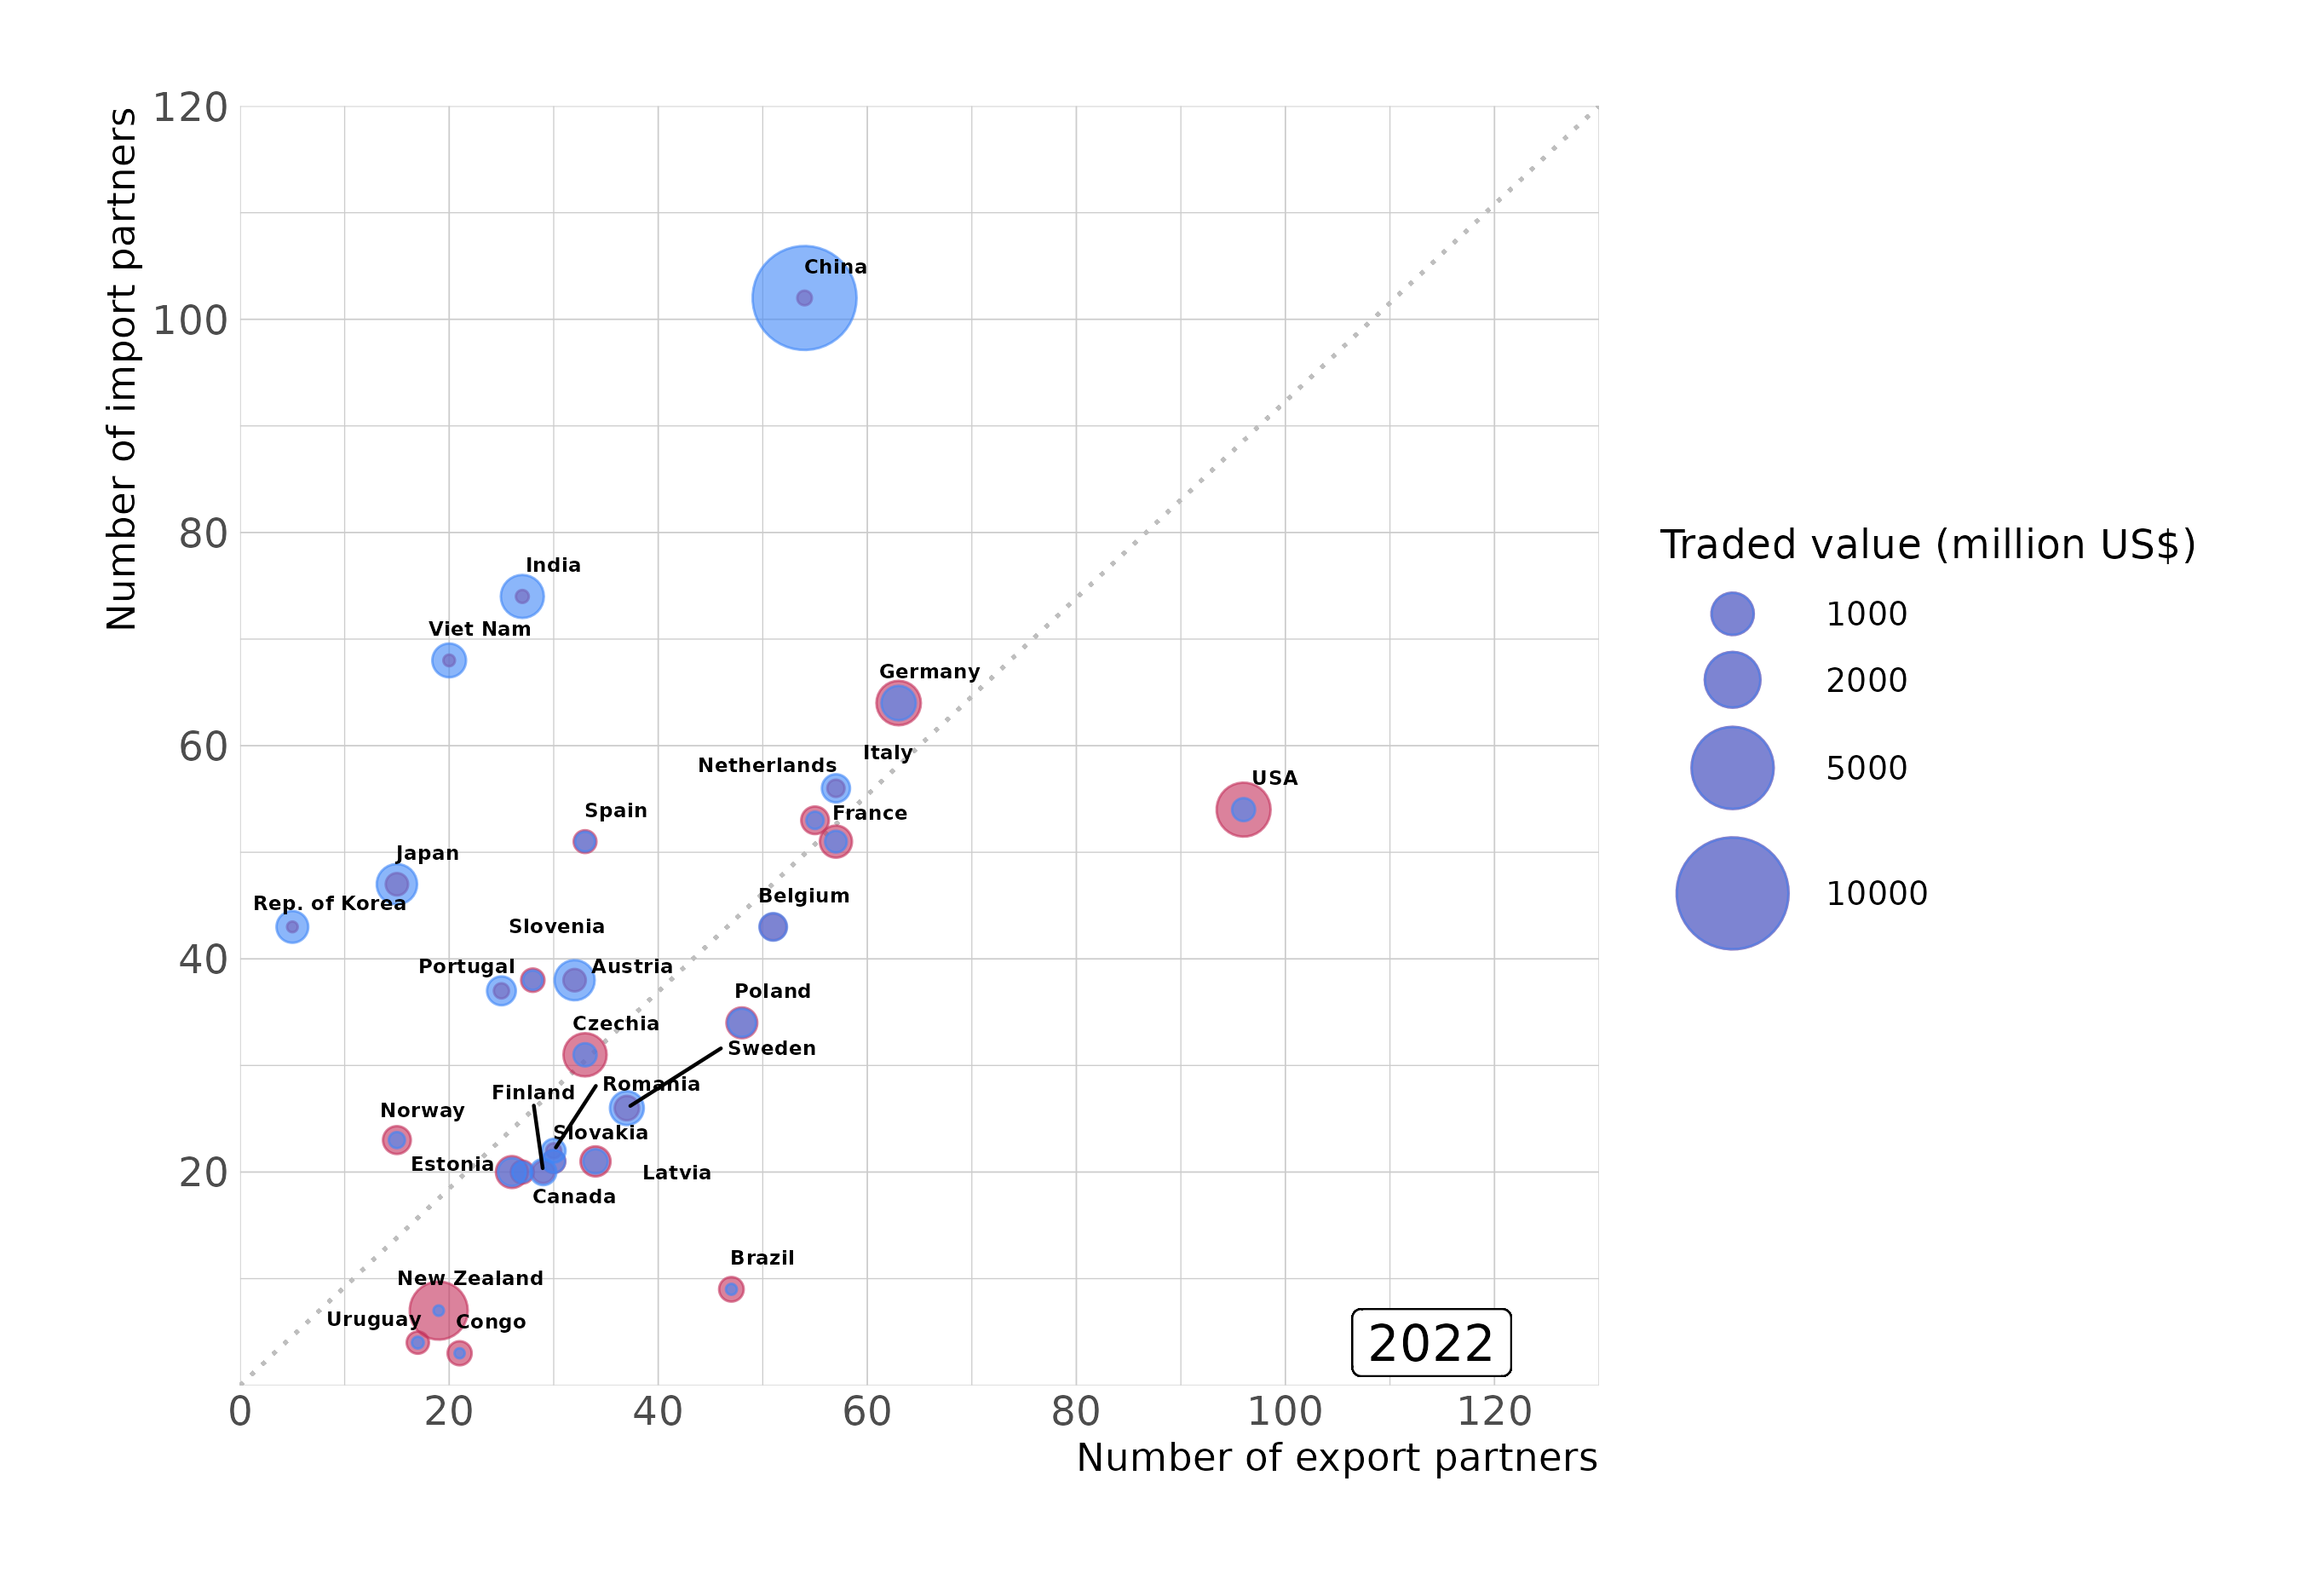 Number of import partners
120
100
80
60
40
20
China
India
Viet Nam
Germany
Italy
Netherlands
USA
Spain
France
Japan
Belgium
Rep. of Korea
Slovenia
Portugal
Austria
Poland
Czechia
Sweden
Romania
Finland
Norway
Slovakia
Estonia
Latvia
Canada
Brazil
New Zealand
Uruguay
Congo
2022
0
20
40
60
80
100
120
Number of export partners
Traded value (million US$)
1000
2000
5000
10000